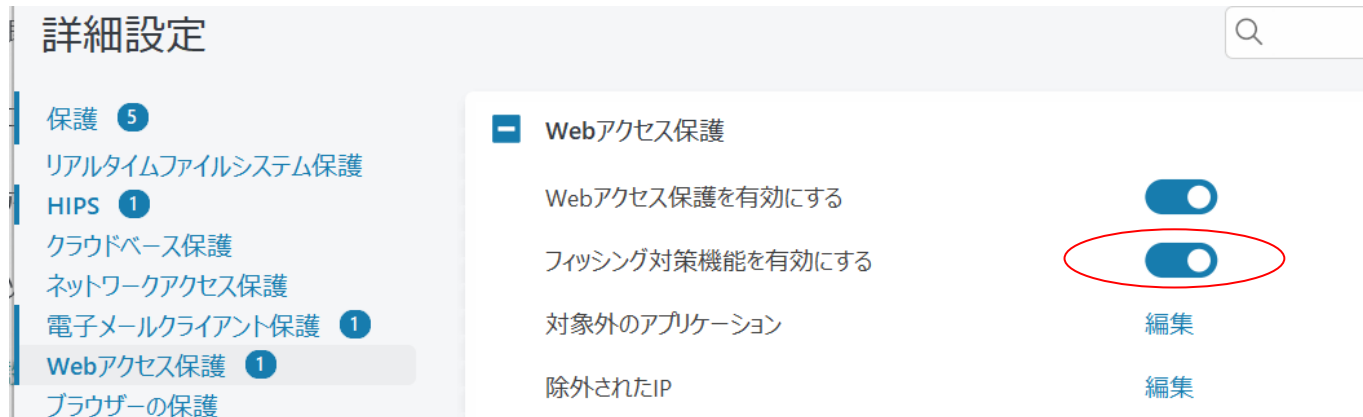 詳細設定
保護 5
リアルタイムファイルシステム保護
HIPS 1
クラウドベース保護
ネットワークアクセス保護
電子メールクライアント保護 1
Webアクセス保護 1
ブラウザーの保護
Webアクセス保護
Webアクセス保護を有効にする
フィッシング対策機能を有効にする
対象外のアプリケーション 編集
除外されたIP 編集